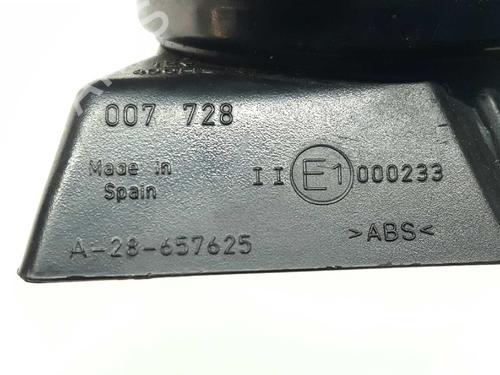 007 728
Made in
Spain
II E1 000233
A-28-657625
>ABS<